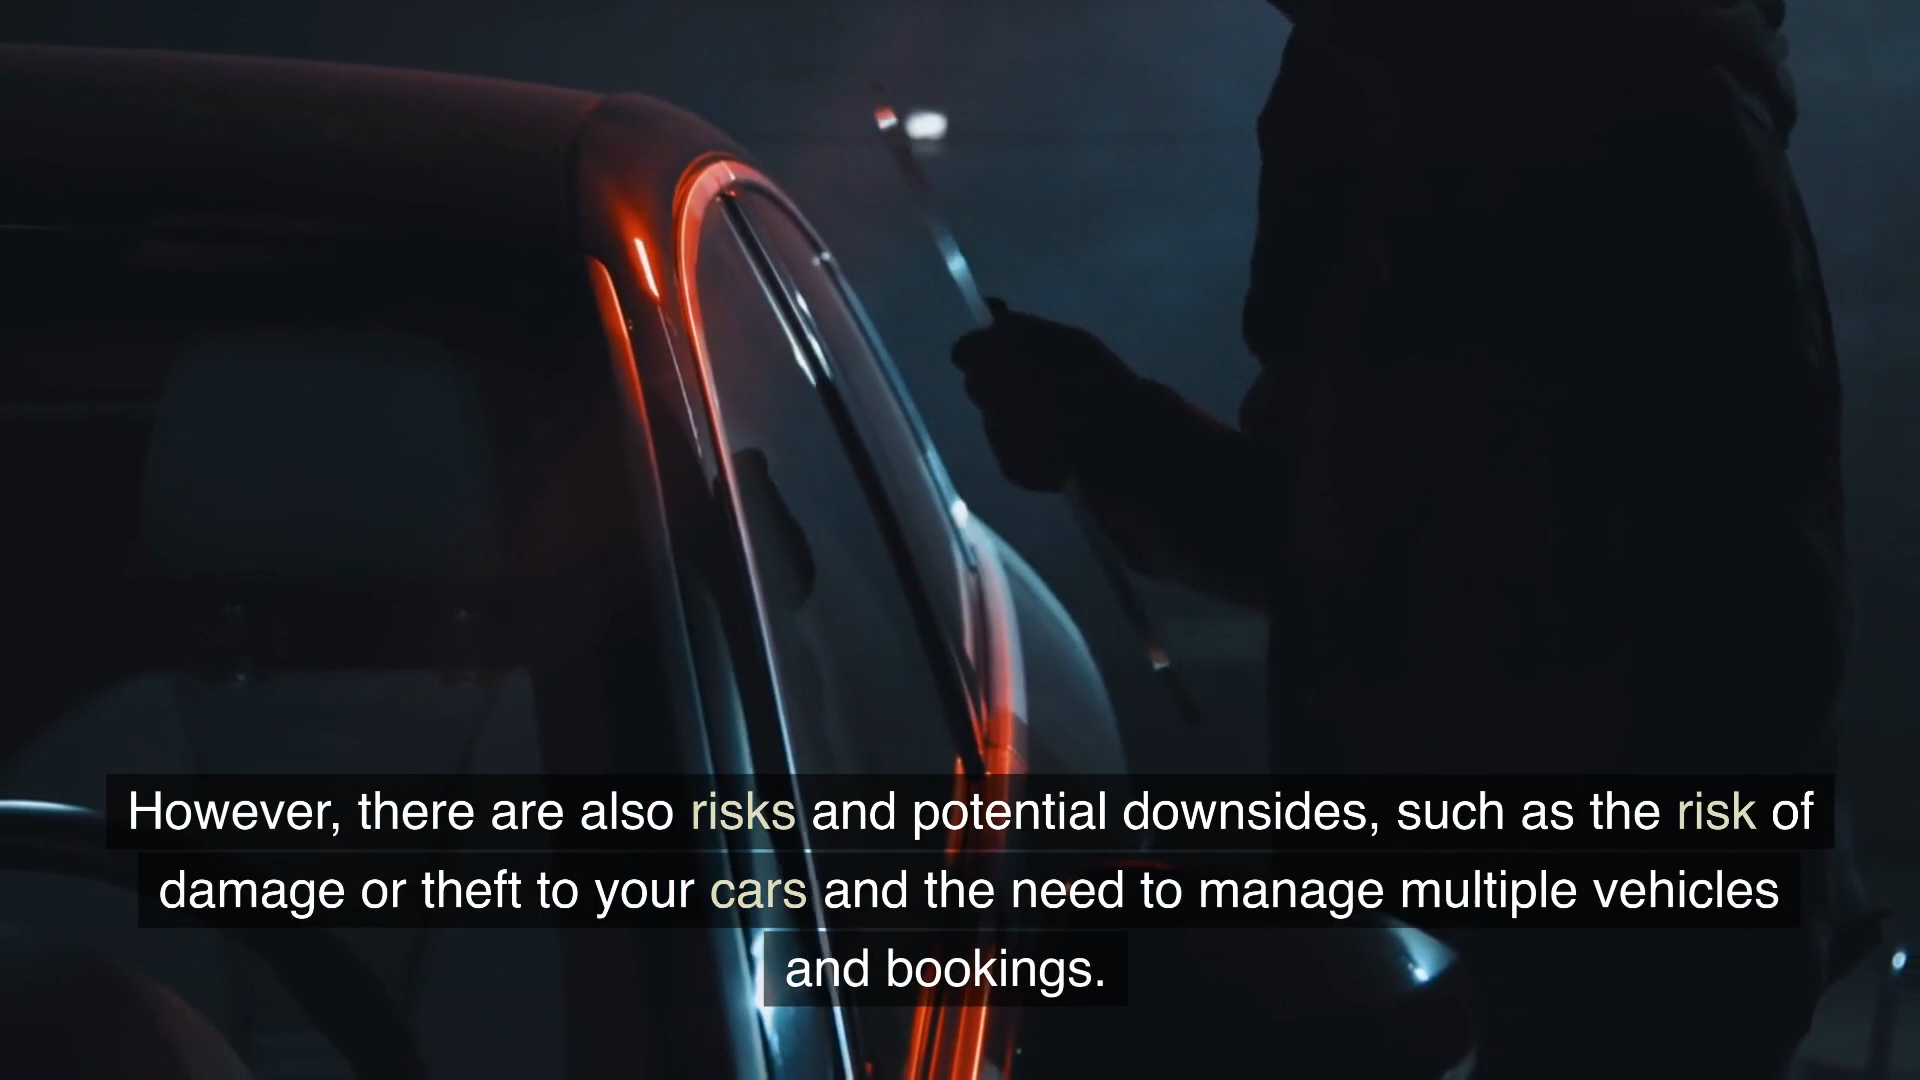 However, there are also risks and potential downsides, such as the risk of
damage or theft to your cars and the need to manage multiple vehicles
and bookings.